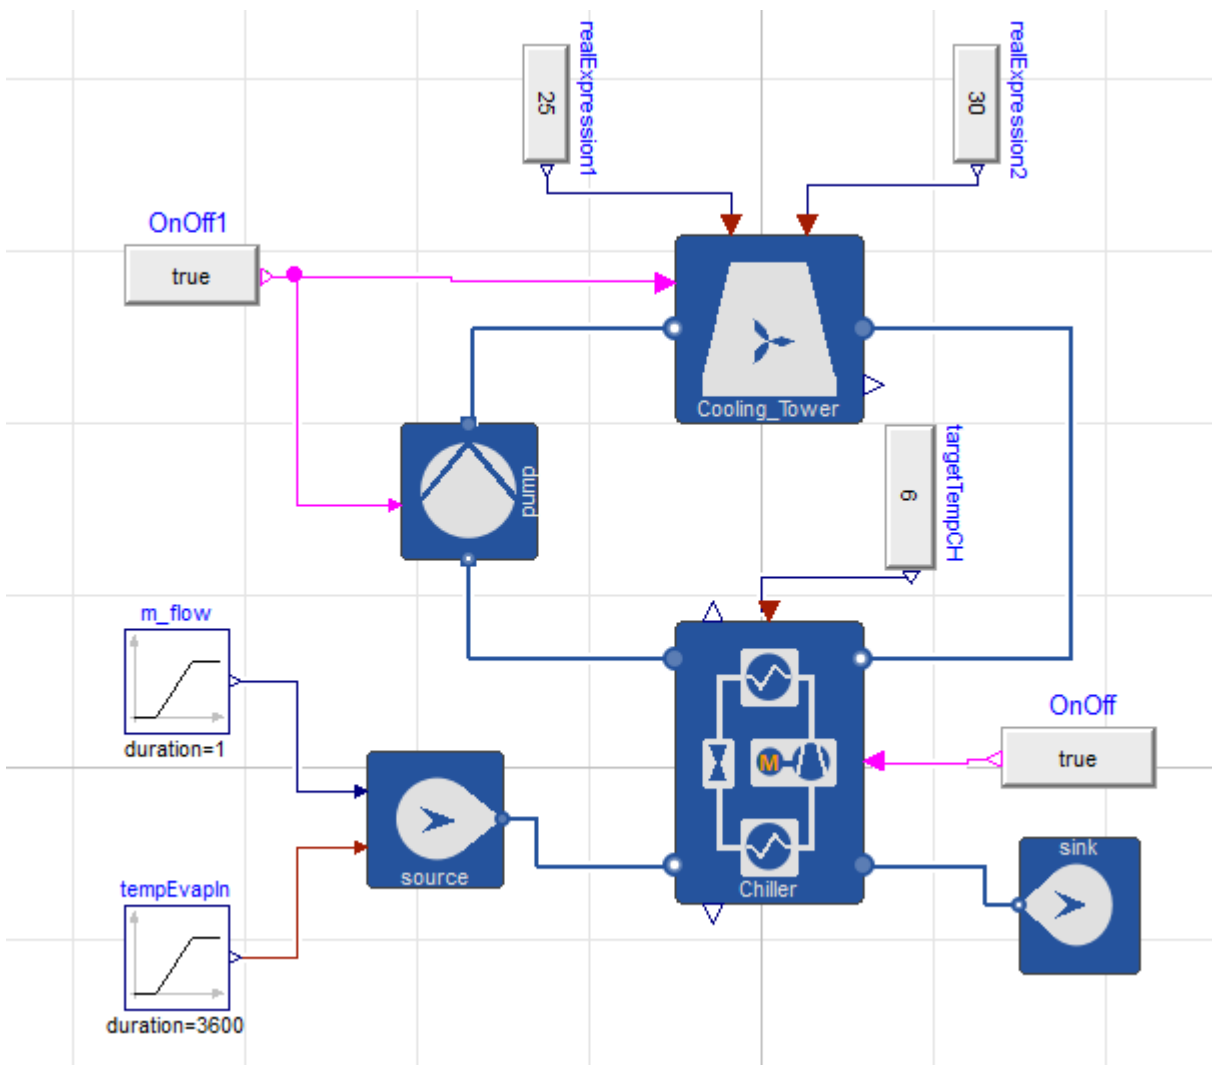 realExpression1
25
realExpression2
30
OnOff1
true
Cooling_Tower
pump
targetTempCH
6
m_flow
duration=1
OnOff
true
M
source
Chiller
sink
tempEvapIn
duration=3600